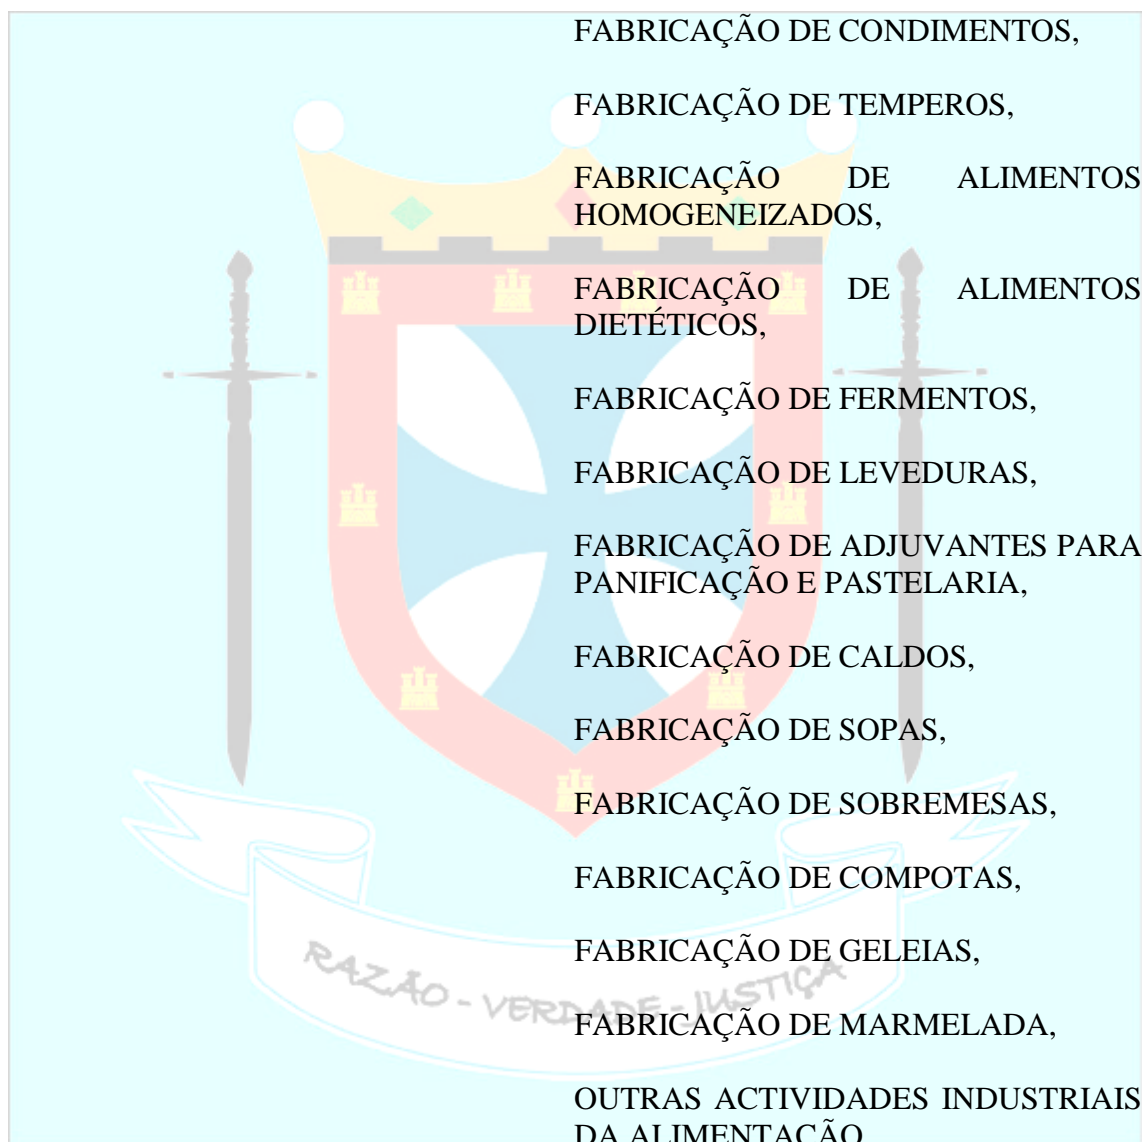 FABRICAÇÃO DE CONDIMENTOS,
FABRICAÇÃO DE TEMPEROS,
FABRICAÇÃO DE ALIMENTOS
HOMOGENEIZADOS,
FABRICAÇÃO DE ALIMENTOS
DIETÉTICOS,
FABRICAÇÃO DE FERMENTOS,
FABRICAÇÃO DE LEVEDURAS,
FABRICAÇÃO DE ADJUVANTES PARA
PANIFICAÇÃO E PASTELARIA,
FABRICAÇÃO DE CALDOS,
FABRICAÇÃO DE SOPAS,
FABRICAÇÃO DE SOBREMESAS,
FABRICAÇÃO DE COMPOTAS,
FABRICAÇÃO DE GELEIAS,
RAZÃO - VERDADE - JUSTIÇA
FABRICAÇÃO DE MARMELADA,
OUTRAS ACTIVIDADES INDUSTRIAIS
DA ALIMENTAÇÃO